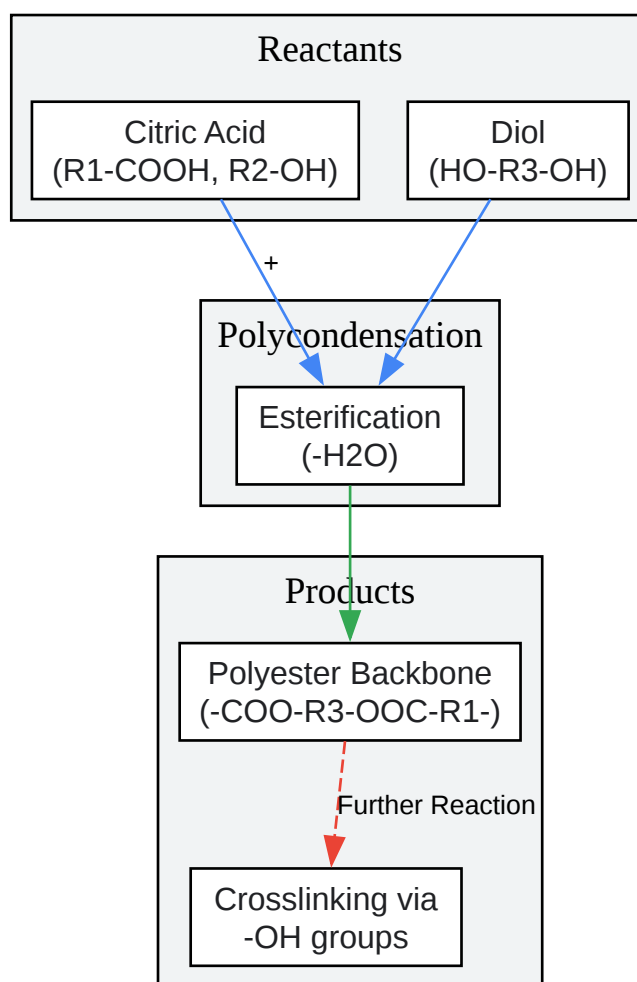 Reactants
Citric Acid
(R1-COOH, R2-OH)
Diol
(HO-R3-OH)
+
Polycondensation
Esterification
(-H2O)
Products
Polyester Backbone
(-COO-R3-OOC-R1-)
Further Reaction
Crosslinking via
-OH groups